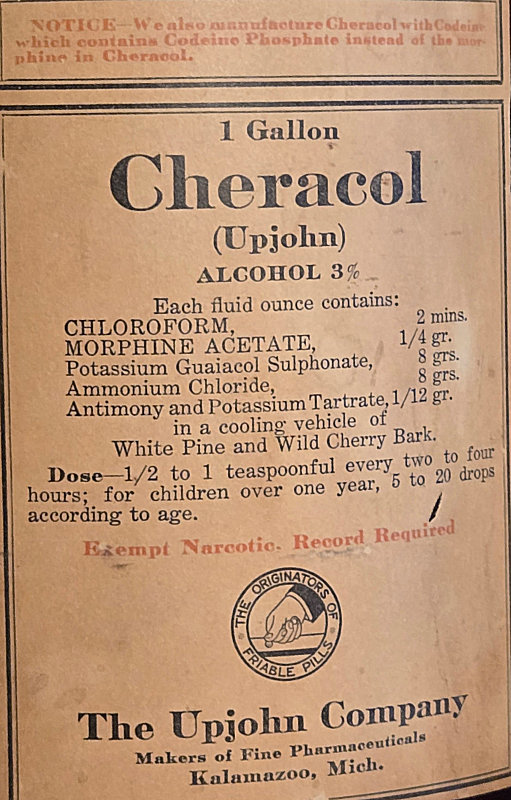 NOTICE—We also manufacture Cheracol with Codeine
which contains Codeine Phosphate instead of the mor-
phine in Cheracol.
1 Gallon
Cheracol
(Upjohn)
ALCOHOL 3%
Each fluid ounce contains:
CHLOROFORM, 2 mins.
MORPHINE ACETATE, 1/4 gr.
Potassium Guaiacol Sulphonate, 8 grs.
Ammonium Chloride, 8 grs.
Antimony and Potassium Tartrate, 1/12 gr.
in a cooling vehicle of
White Pine and Wild Cherry Bark.
Dose—1/2 to 1 teaspoonful every two to four
hours; for children over one year, 5 to 20 drops
according to age.
Exempt Narcotic. Record Required
THE ORIGINATORS OF
FRIABLE PILLS
The Upjohn Company
Makers of Fine Pharmaceuticals
Kalamazoo, Mich.